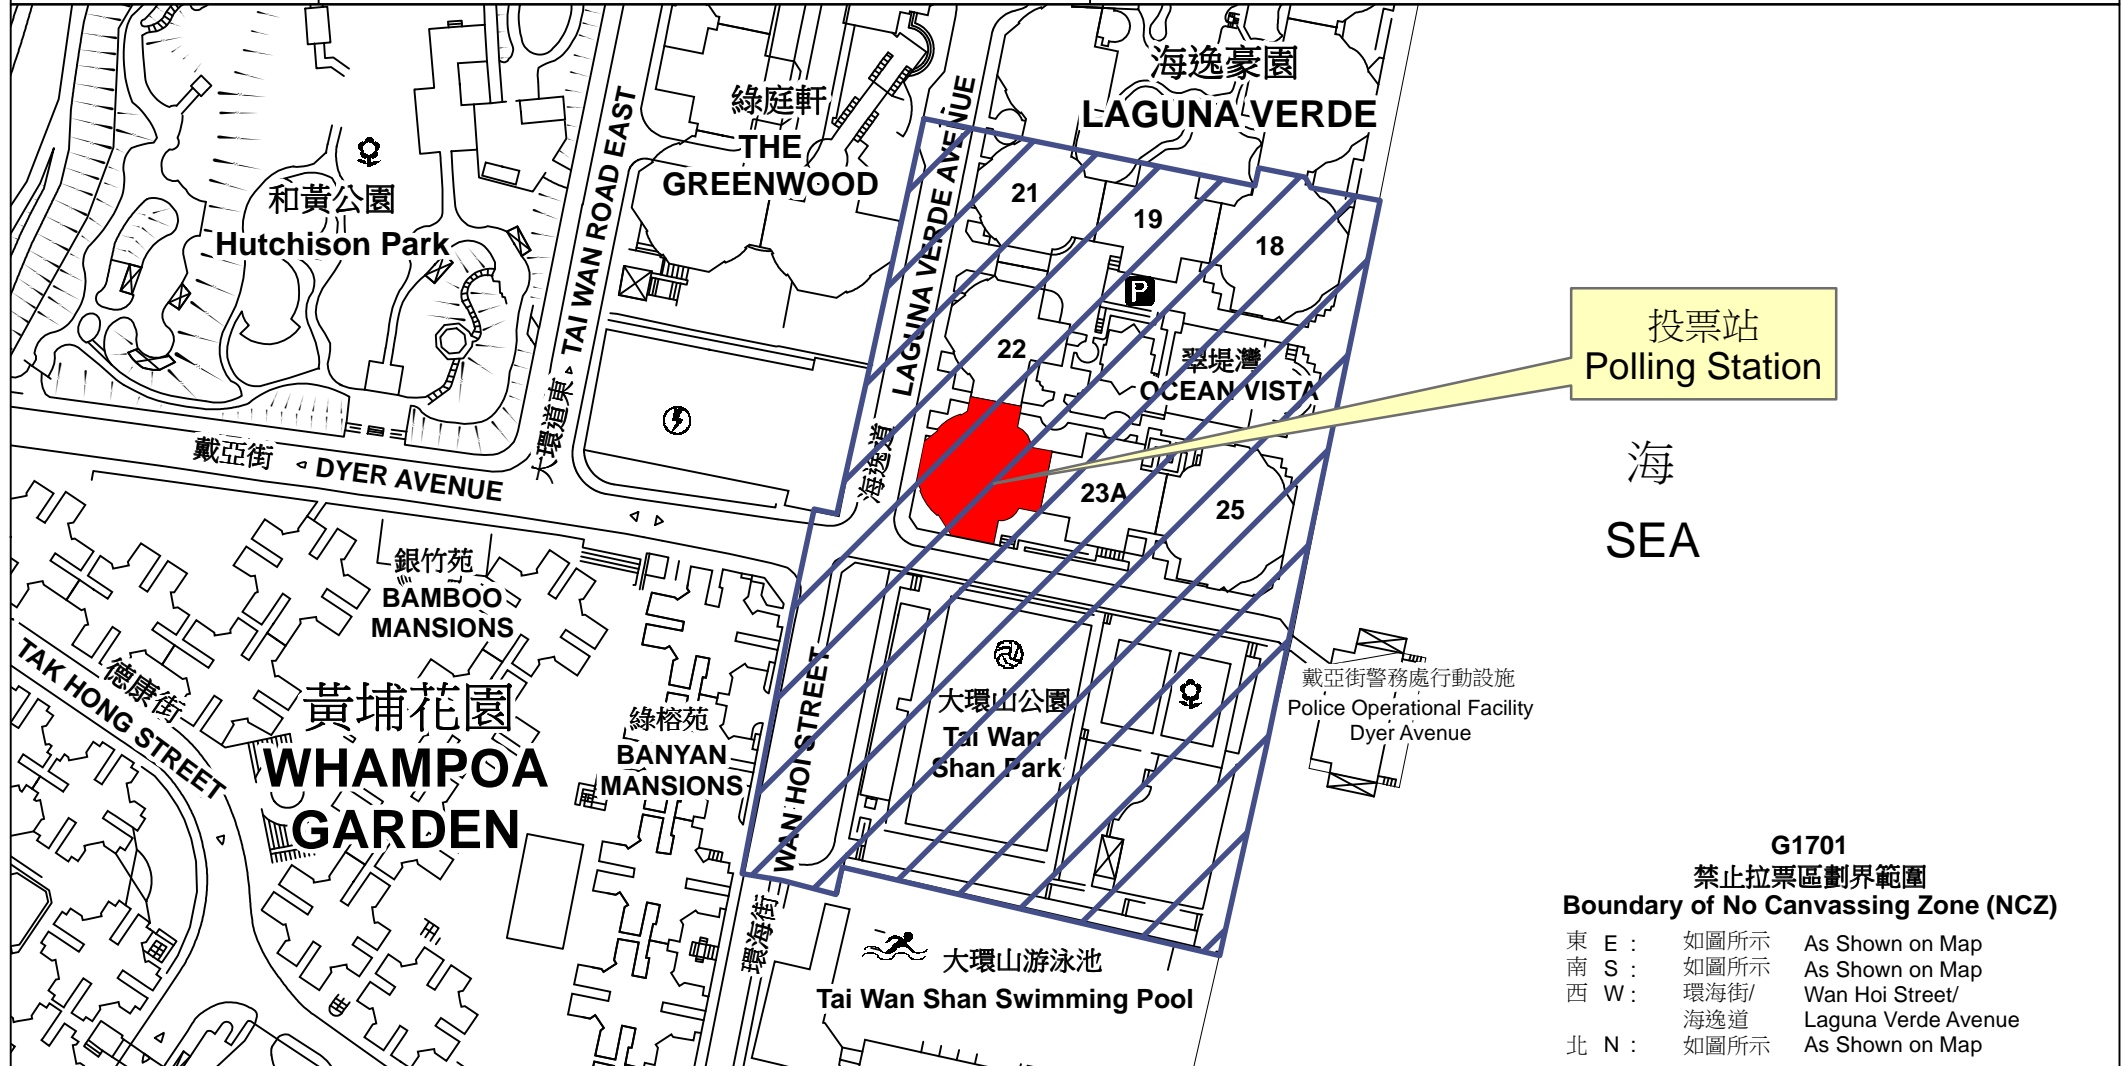 海逸豪園
LAGUNA VERDE
綠庭軒
THE
GREENWOOD
LAGUNA VERDE AVENUE
海逸道
TAI WAN ROAD EAST
大環道東
和黃公園
Hutchison Park
21
19
18
P
22
翠堤灣
OCEAN VISTA
投票站
Polling Station
23A
25
海
SEA
戴亞街
DYER AVENUE
銀竹苑
BAMBOO
MANSIONS
德康街
TAK HONG STREET
黃埔花園
WHAMPOA
GARDEN
綠榕苑
BANYAN
MANSIONS
WAN HOI STREET
環海街
大環山公園
Tai Wan
Shan Park
戴亞街警務處行動設施
Police Operational Facility
Dyer Avenue
大環山游泳池
Tai Wan Shan Swimming Pool
G1701
禁止拉票區劃界範圍
Boundary of No Canvassing Zone (NCZ)
東 E : 如圖所示 As Shown on Map
南 S : 如圖所示 As Shown on Map
西 W : 環海街/ Wan Hoi Street/
海逸道 Laguna Verde Avenue
北 N : 如圖所示 As Shown on Map